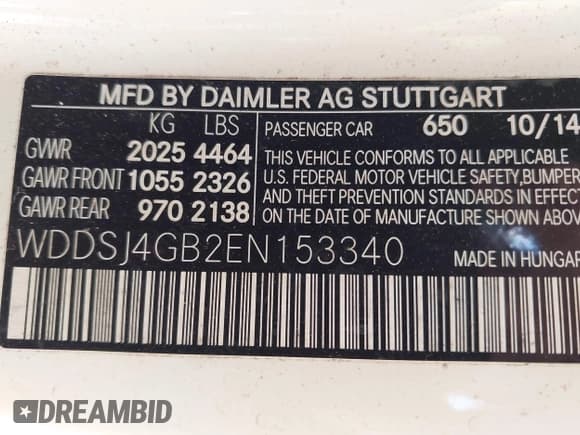 MFD BY DAIMLER AG STUTTGART
KG LBS PASSENGER CAR 650 10/14
GVWR 2025 4464 THIS VEHICLE CONFORMS TO ALL APPLICABLE
GAWR FRONT 1055 2326 U.S. FEDERAL MOTOR VEHICLE SAFETY,BUMPER
GAWR REAR 970 2138 AND THEFT PREVENTION STANDARDS IN EFFECT
ON THE DATE OF MANUFACTURE SHOWN ABOVE.
WDDSJ4GB2EN153340 MADE IN HUNGAR
DREAMBID